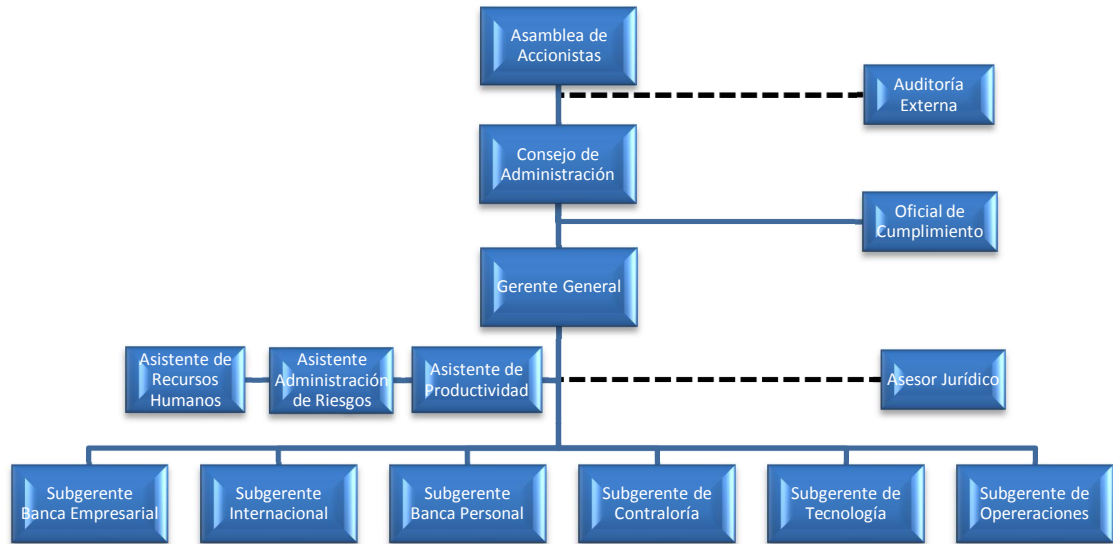 Asamblea de
Accionistas
Auditoría
Externa
Consejo de
Administración
Oficial de
Cumplimiento
Gerente General
Asistente de
Recursos
Humanos
Asistente
Administración
de Riesgos
Asistente de
Productividad
Asesor Jurídico
Subgerente
Banca Empresarial
Subgerente
Internacional
Subgerente
Banca Personal
Subgerente de
Contraloría
Subgerente de
Tecnología
Subgerente de
Opereraciones